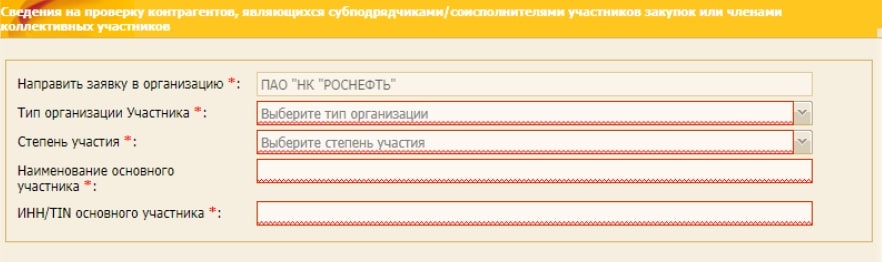 Сведения на проверку контрагентов, являющихся субподрядчиками/соисполнителями участников закупок или членами
коллективных участников
Направить заявку в организацию *: ПАО "НК "РОСНЕФТЬ"
Тип организации Участника *: Выберите тип организации
Степень участия *: Выберите степень участия
Наименование основного
участника *:
ИНН/TIN основного участника *: